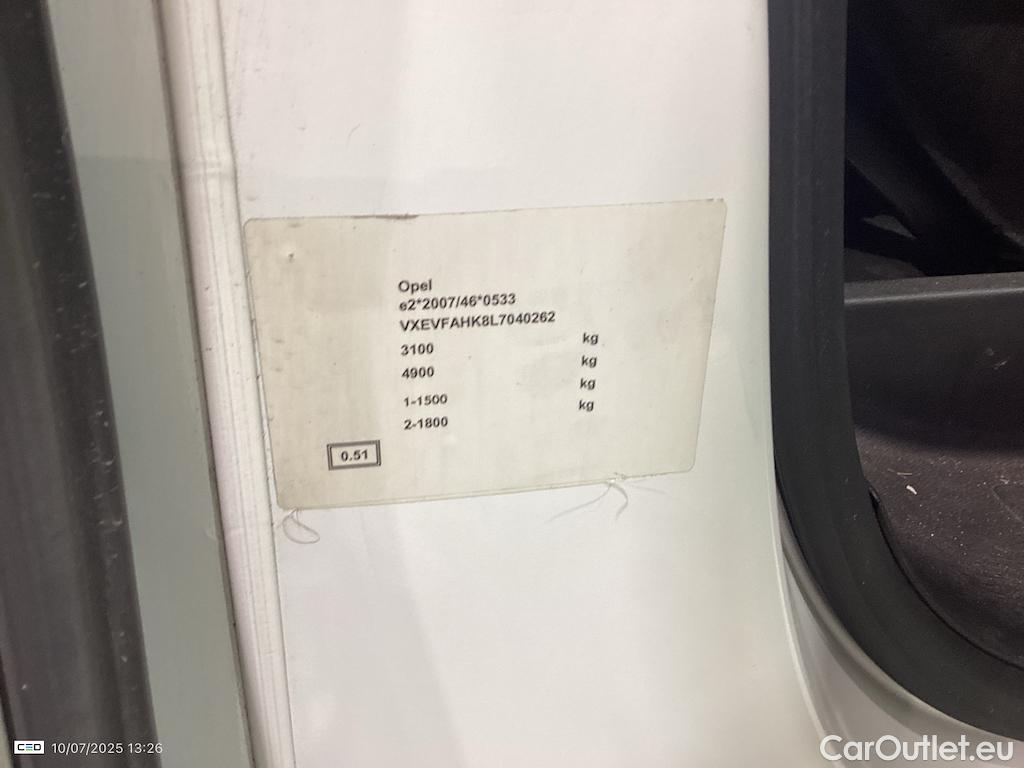 Opel
e2*2007/46*0533
VXEVFAHK8L7040262
3100 kg
4900 kg
1-1500 kg
2-1800 kg
0.51
CEO 10/07/2025 13:26
CarOutlet.eu